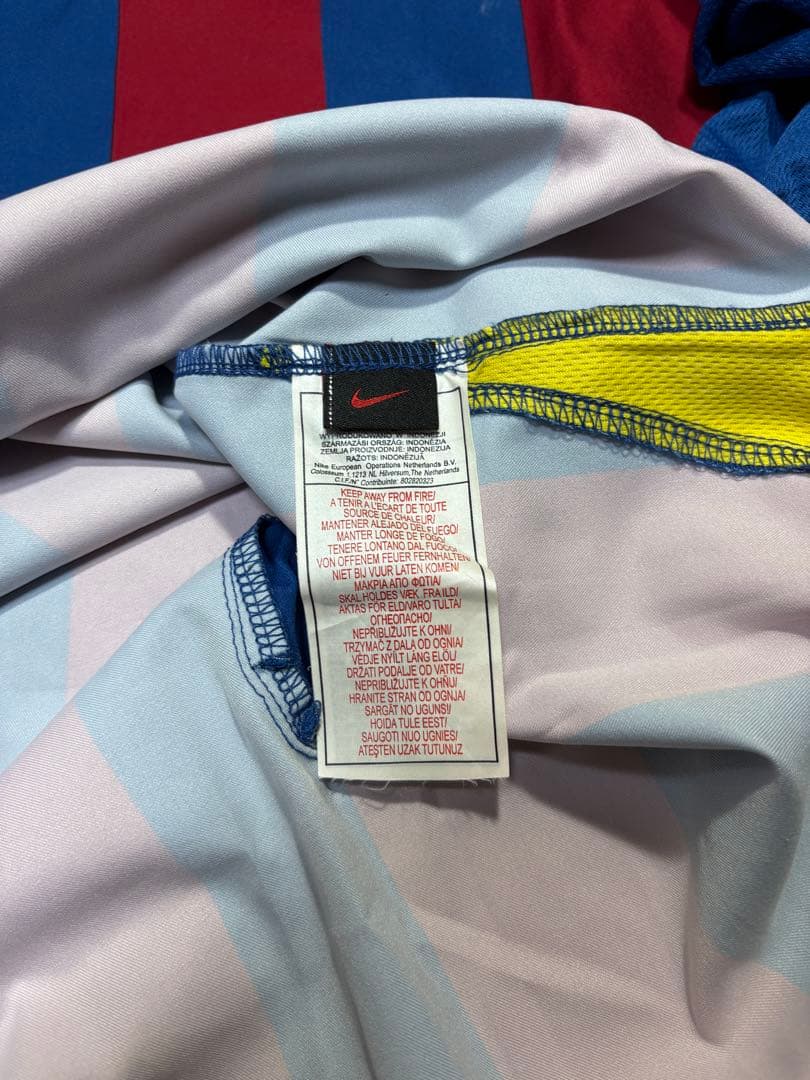 SZÁRMAZÁSI ORSZÁG: INDONÉZIA
ZEMLJA PROIZVODNJE: INDONEZIJA
RAŽOTS: INDONĒZIJĀ
Nike European Operations Netherlands B.V.
Colosseum 1,1213 NL Hilversum,The Netherlands
C.I.F./N° Contribuinte: 802820323
KEEP AWAY FROM FIRE/
A TENIR A L'ECART DE TOUTE
SOURCE DE CHALEUR/
MANTENER ALEJADO DEL FUEGO/
MANTER LONGE DE FOGO/
TENERE LONTANO DAL FUOCO/
VON OFFENEM FEUER FERNHALTEN/
NIET BIJ VUUR LATEN KOMEN/
ΜΑΚΡΙΑ ΑΠΟ ΦΩΤΙΑ/
SKAL HOLDES VÆK. FRA ILD/
AKTAS FÖR ELD/VARO TULTA/
ОГНЕОПАСНО/
NEPŘIBLIŽUJTE K OHNI/
TRZYMAĆ Z DALA OD OGNIA/
VÉDJE NYÍLT LÁNG ELŐL/
DRŽATI PODALJE OD VATRE/
NEPRIBLIŽUJTE K OHŇU/
HRANITE STRAN OD OGNJA/
SARGĀT NO UGUNS/
HOIDA TULE EEST/
SAUGOTI NUO UGNIES/
ATEŞTEN UZAK TUTUNUZ